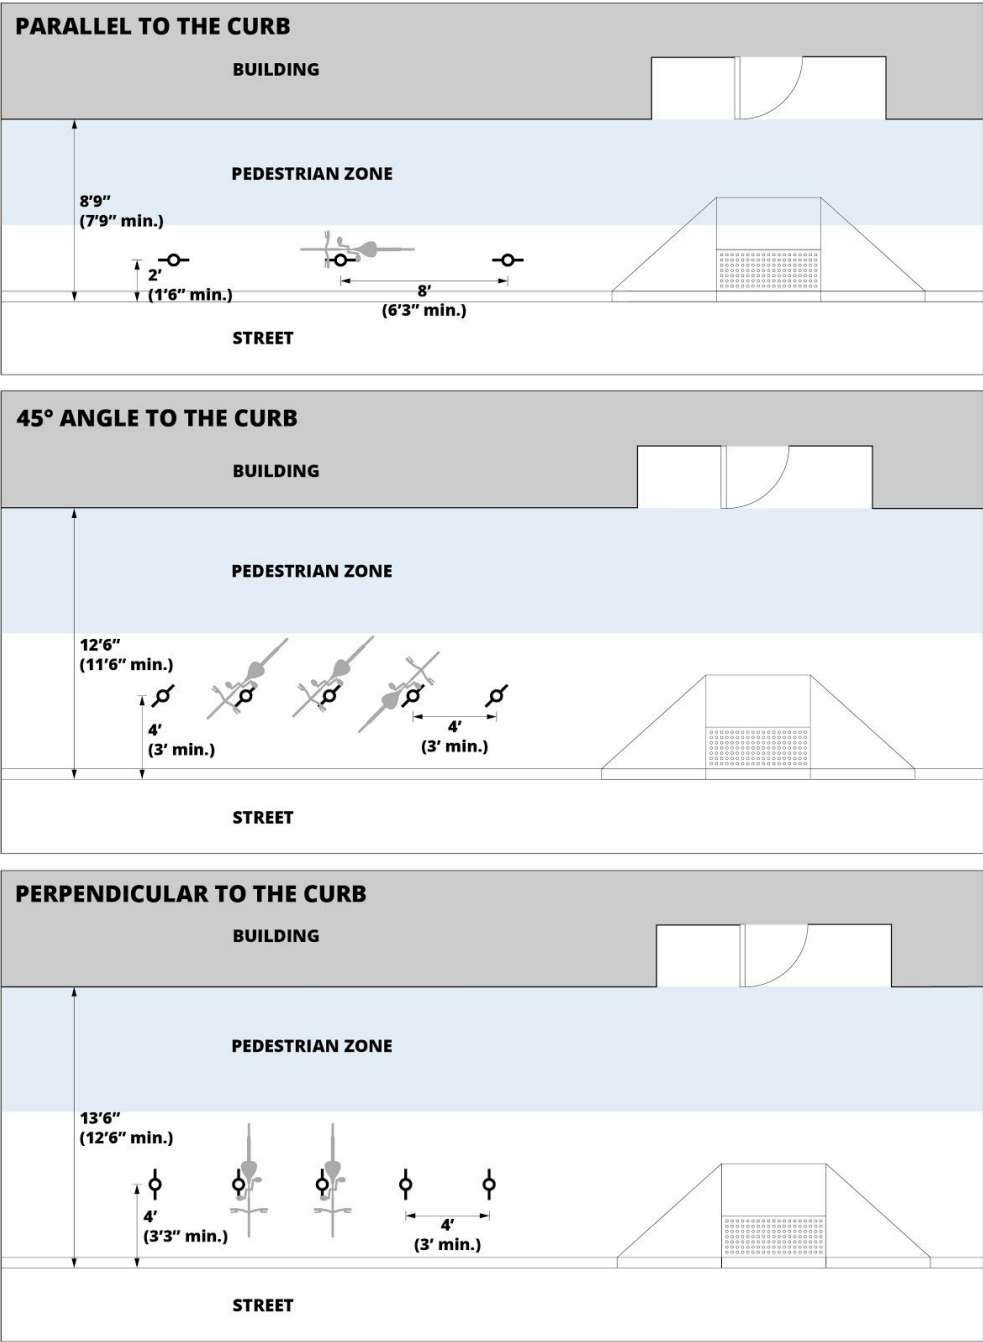 PARALLEL TO THE CURB
BUILDING
PEDESTRIAN ZONE
8’9”
(7’9” min.)
2’
(1’6” min.)
8’
(6’3” min.)
STREET
45° ANGLE TO THE CURB
BUILDING
PEDESTRIAN ZONE
12’6”
(11’6” min.)
4’
(3’ min.)
4’
(3’ min.)
STREET
PERPENDICULAR TO THE CURB
BUILDING
PEDESTRIAN ZONE
13’6”
(12’6” min.)
4’
(3’3” min.)
4’
(3’ min.)
STREET